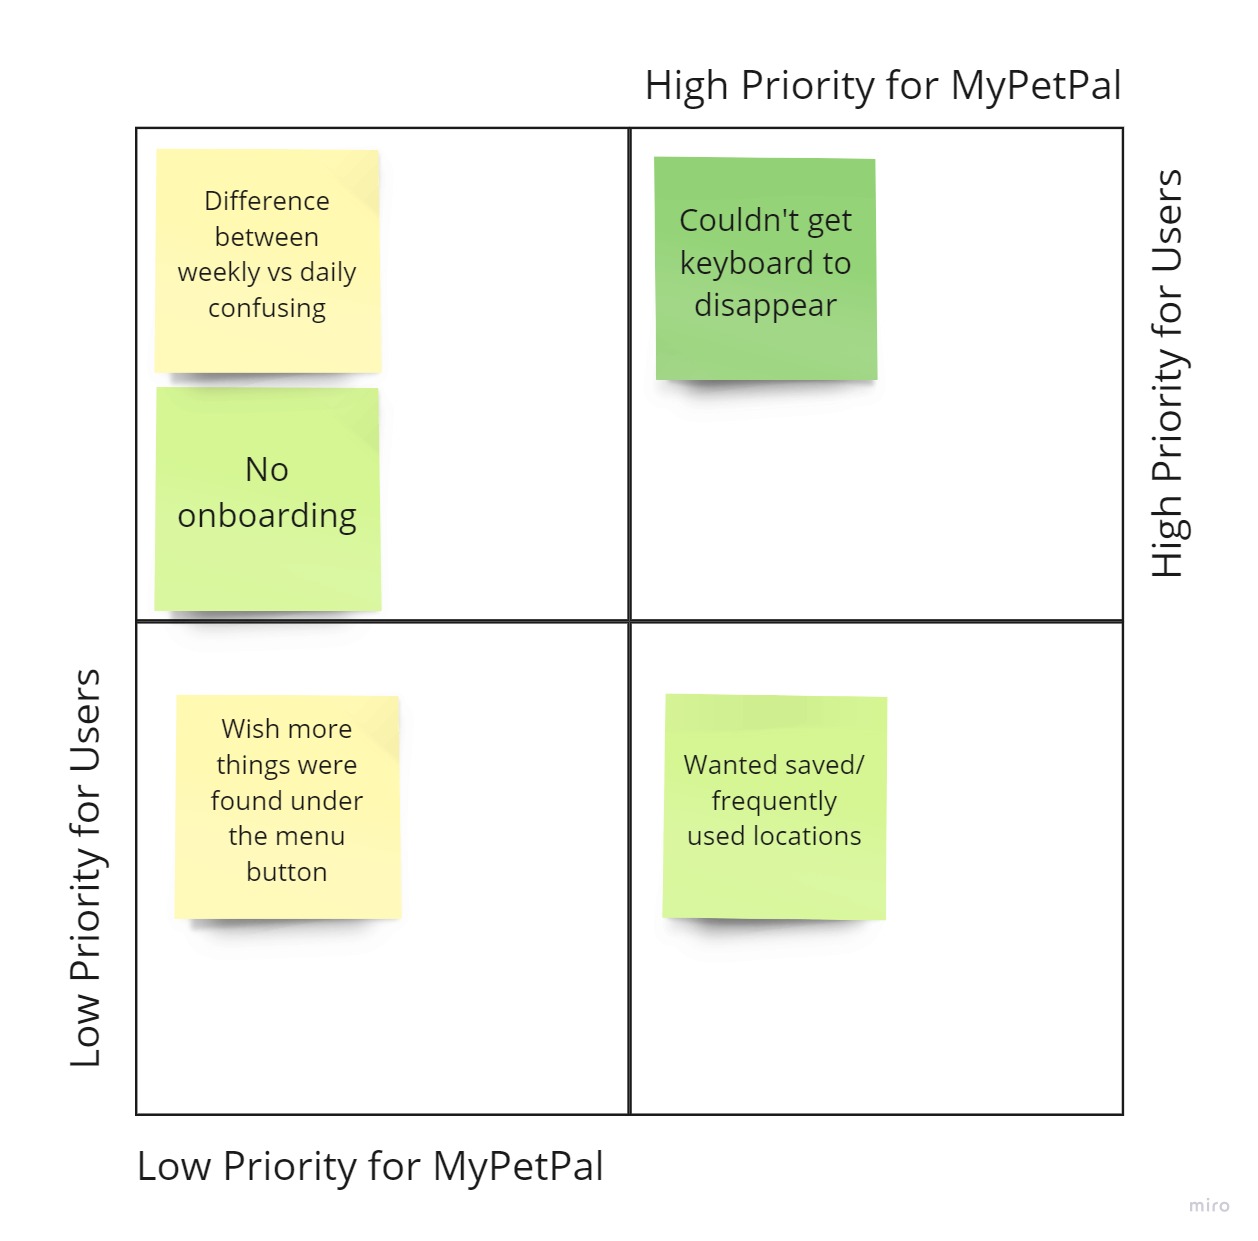 High Priority for MyPetPal
Difference
between
weekly vs daily
confusing
No
onboarding
Couldn't get
keyboard to
disappear
High Priority for Users
Low Priority for Users
Wish more
things were
found under
the menu
button
Wanted saved/
frequently
used locations
Low Priority for MyPetPal
miro